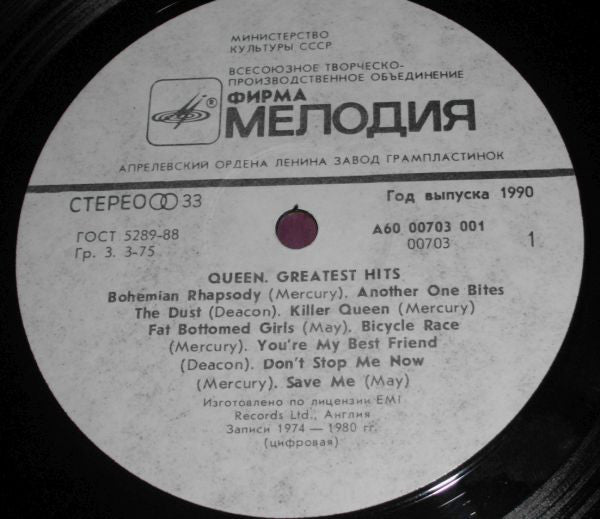 МИНИСТЕРСТВО
КУЛЬТУРЫ СССР
ВСЕСОЮЗНОЕ ТВОРЧЕСКО-
ПРОИЗВОДСТВЕННОЕ ОБЪЕДИНЕНИЕ
®
ФИРМА
МЕЛОДИЯ
АПРЕЛЕВСКИЙ ОРДЕНА ЛЕНИНА ЗАВОД ГРАМПЛАСТИНОК
СТЕРЕО 33
Год выпуска 1990
ГОСТ 5289-88
Гр. 3. 3-75
А60 00703 001
00703
1
QUEEN. GREATEST HITS
Bohemian Rhapsody (Mercury). Another One Bites
The Dust (Deacon). Killer Queen (Mercury)
Fat Bottomed Girls (May). Bicycle Race
(Mercury). You're My Best Friend
(Deacon). Don't Stop Me Now
(Mercury). Save Me (May)
Изготовлено по лицензии EMI
Records Ltd., Англия
Записи 1974 — 1980 гг.
(цифровая)